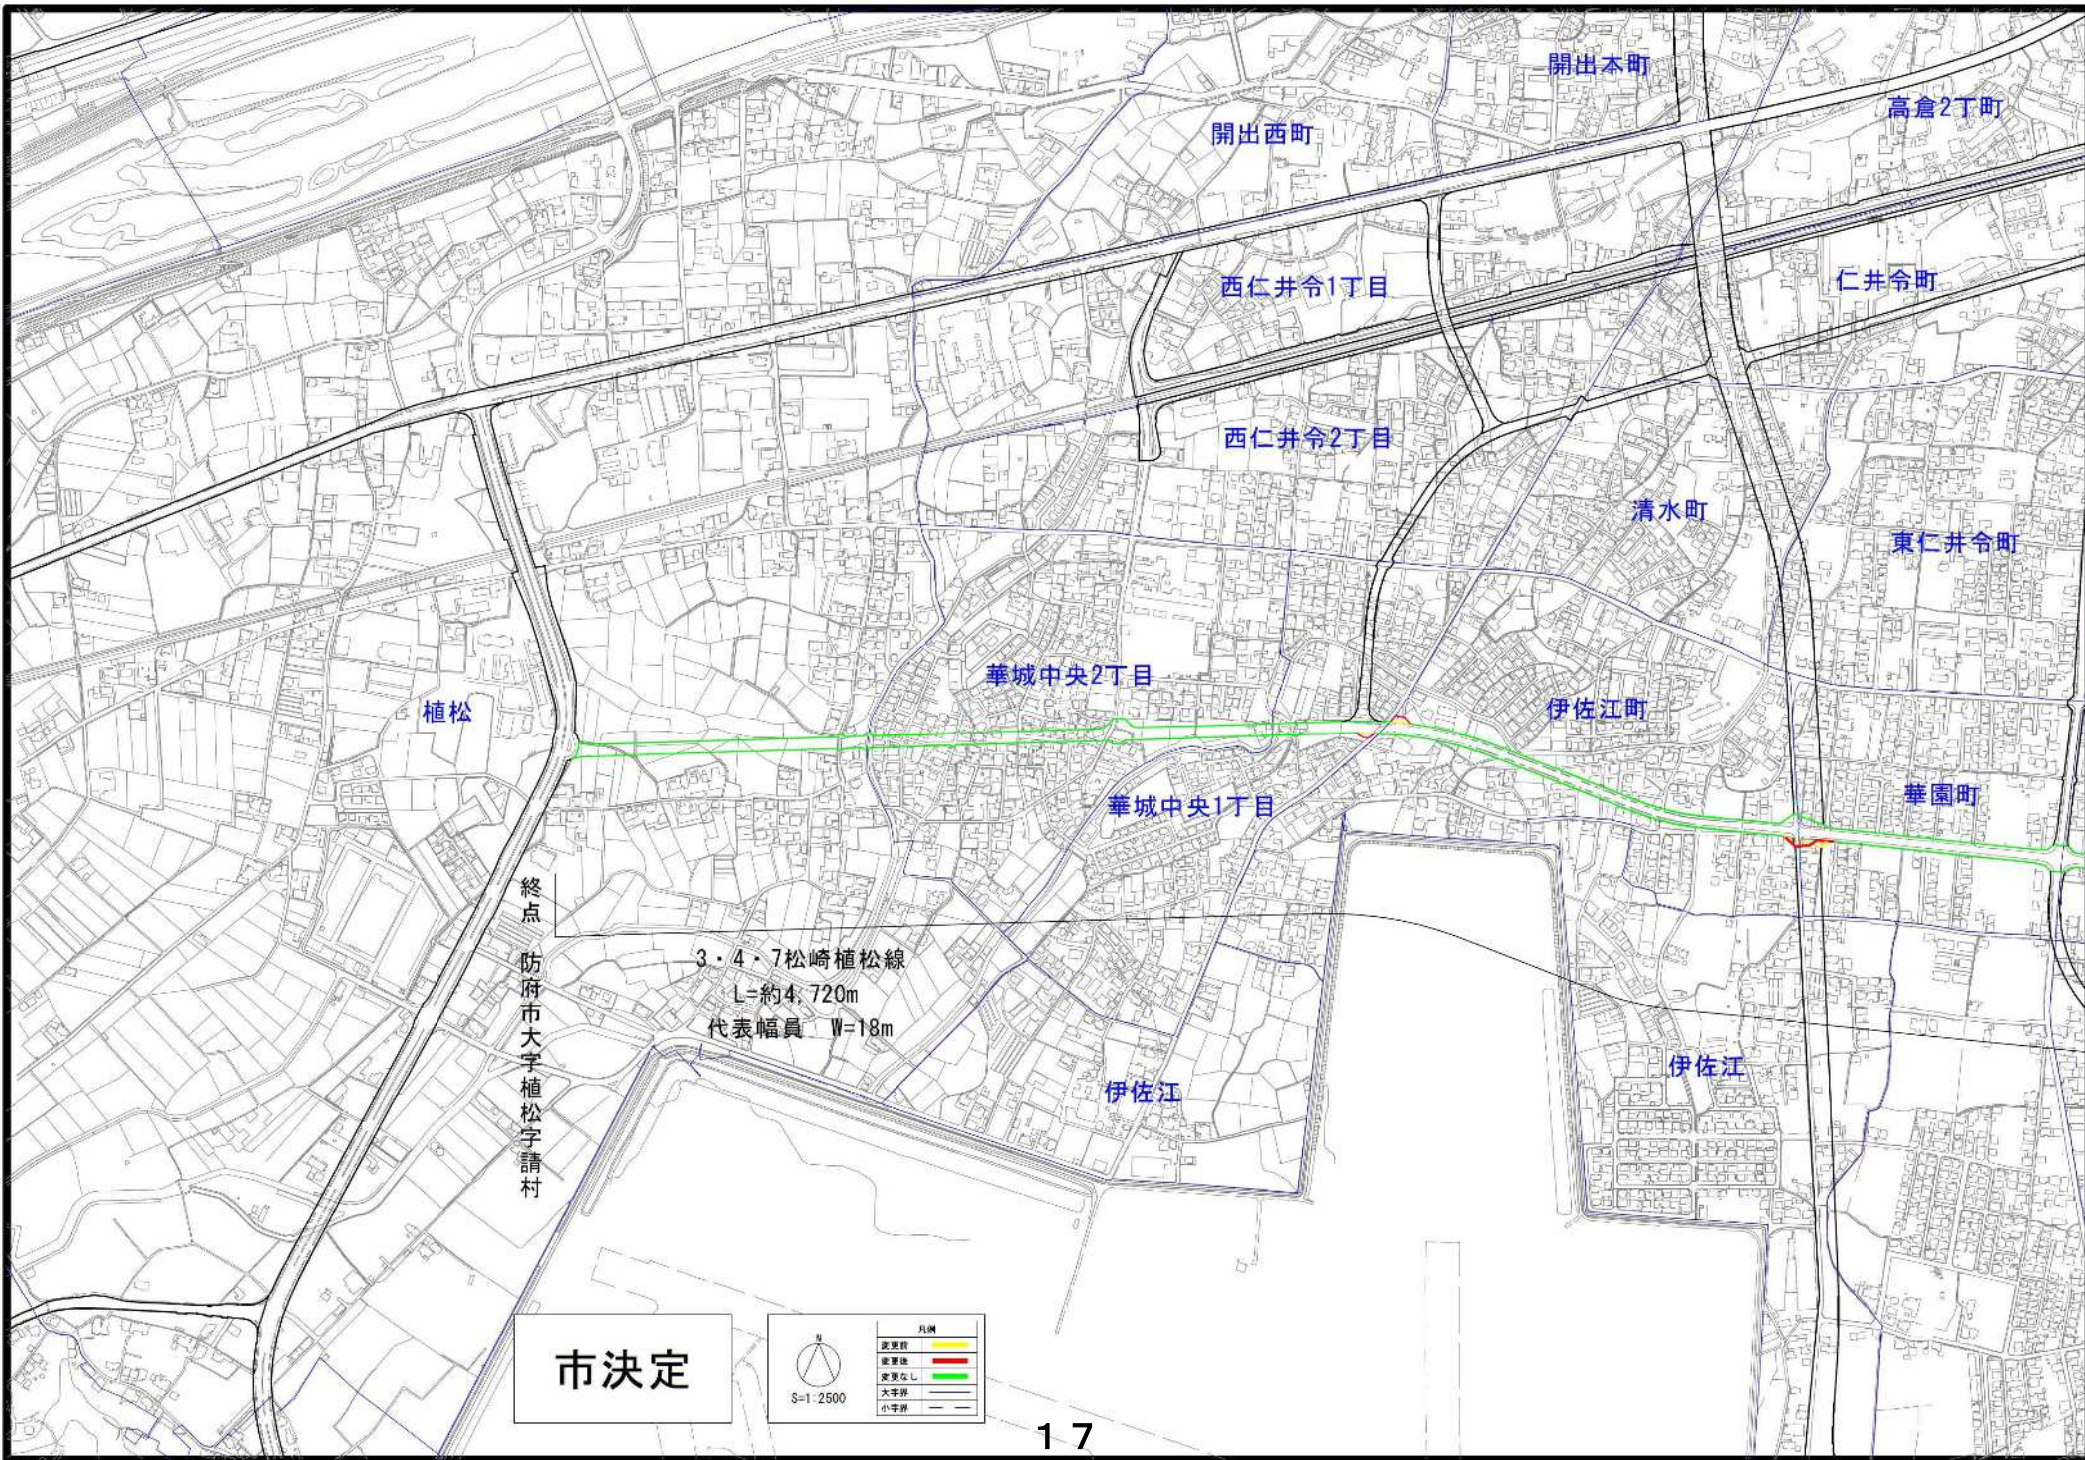 開出本町
高倉2丁町
開出西町
西仁井令1丁目
仁井令町
西仁井令2丁目
清水町
東仁井令町
華城中央2丁目
植松
伊佐江町
華園町
華城中央1丁目
終点 防府市大字植松字請村
3・4・7松崎植松線
L=約4,720m
代表幅員 W=18m
伊佐江
伊佐江
市決定
N
S=1:2500
凡例
変更前
変更後
変更なし
大字界
小字界
17